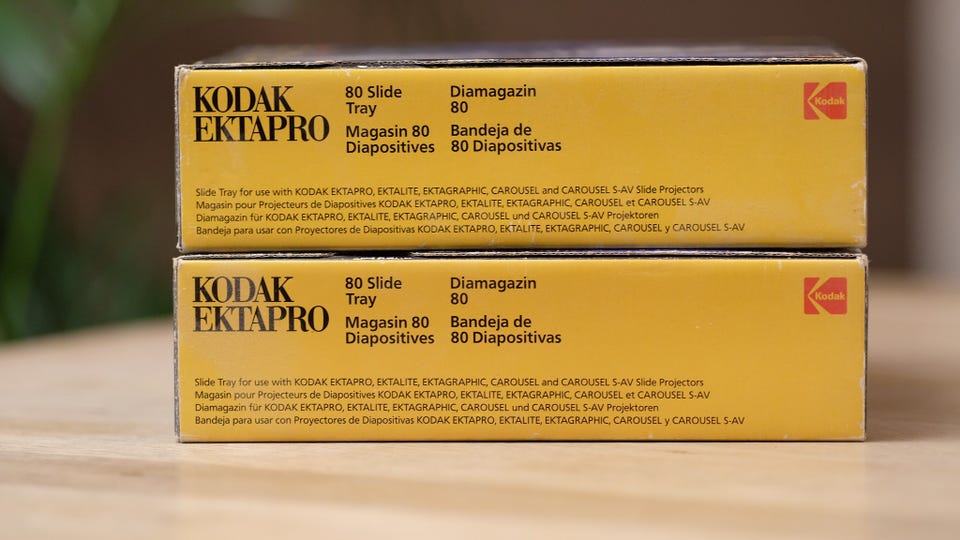 KODAK
EKTAPRO
80 Slide
Tray
Magasin 80
Diapositives
Diamagazin
80
Bandeja de
80 Diapositivas
Kodak
Slide Tray for use with KODAK EKTAPRO, EKTALITE, EKTAGRAPHIC, CAROUSEL and CAROUSEL S-AV Slide Projectors
Magasin pour Projecteurs de Diapositives KODAK EKTAPRO, EKTALITE, EKTAGRAPHIC, CAROUSEL et CAROUSEL S-AV
Diamagazin für KODAK EKTAPRO, EKTALITE, EKTAGRAPHIC, CAROUSEL und CAROUSEL S-AV Projektoren
Bandeja para usar con Proyectores de Diapositivas KODAK EKTAPRO, EKTALITE, EKTAGRAPHIC, CAROUSEL y CAROUSEL S-AV
KODAK
EKTAPRO
80 Slide
Tray
Magasin 80
Diapositives
Diamagazin
80
Bandeja de
80 Diapositivas
Kodak
Slide Tray for use with KODAK EKTAPRO, EKTALITE, EKTAGRAPHIC, CAROUSEL and CAROUSEL S-AV Slide Projectors
Magasin pour Projecteurs de Diapositives KODAK EKTAPRO, EKTALITE, EKTAGRAPHIC, CAROUSEL et CAROUSEL S-AV
Diamagazin für KODAK EKTAPRO, EKTALITE, EKTAGRAPHIC, CAROUSEL und CAROUSEL S-AV Projektoren
Bandeja para usar con Proyectores de Diapositivas KODAK EKTAPRO, EKTALITE, EKTAGRAPHIC, CAROUSEL y CAROUSEL S-AV